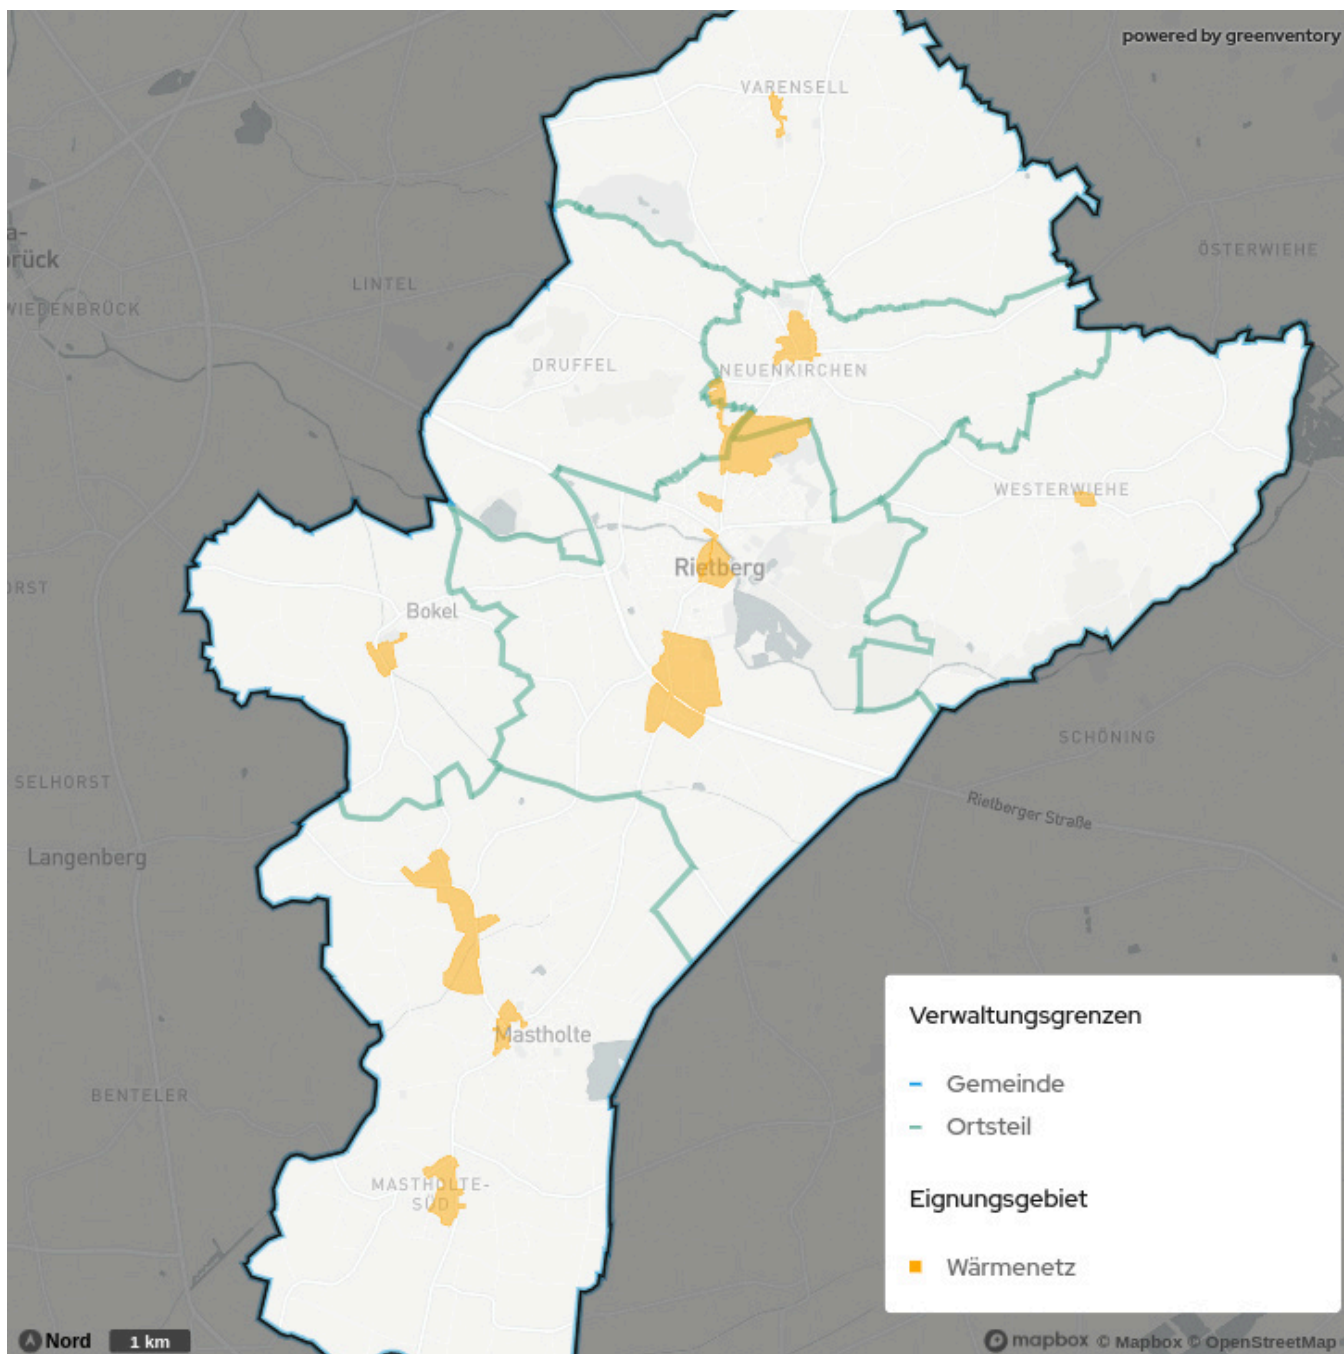 powered by greenventory
VARENSELL
a-
rück
WIEDENBRÜCK
LINTEL
ÖSTERWIEHE
DRUFFEL
NEUENKIRCHEN
WESTERWIEHE
Rietberg
ORST
Bokel
SCHÖNING
SELHORST
Rietberger Straße
Langenberg
Mastholte
BENTELER
MASTHOLTE-
SÜD
Verwaltungsgrenzen
Gemeinde
Ortsteil
Eignungsgebiet
Wärmenetz
Nord
1 km
mapbox © Mapbox © OpenStreetMap